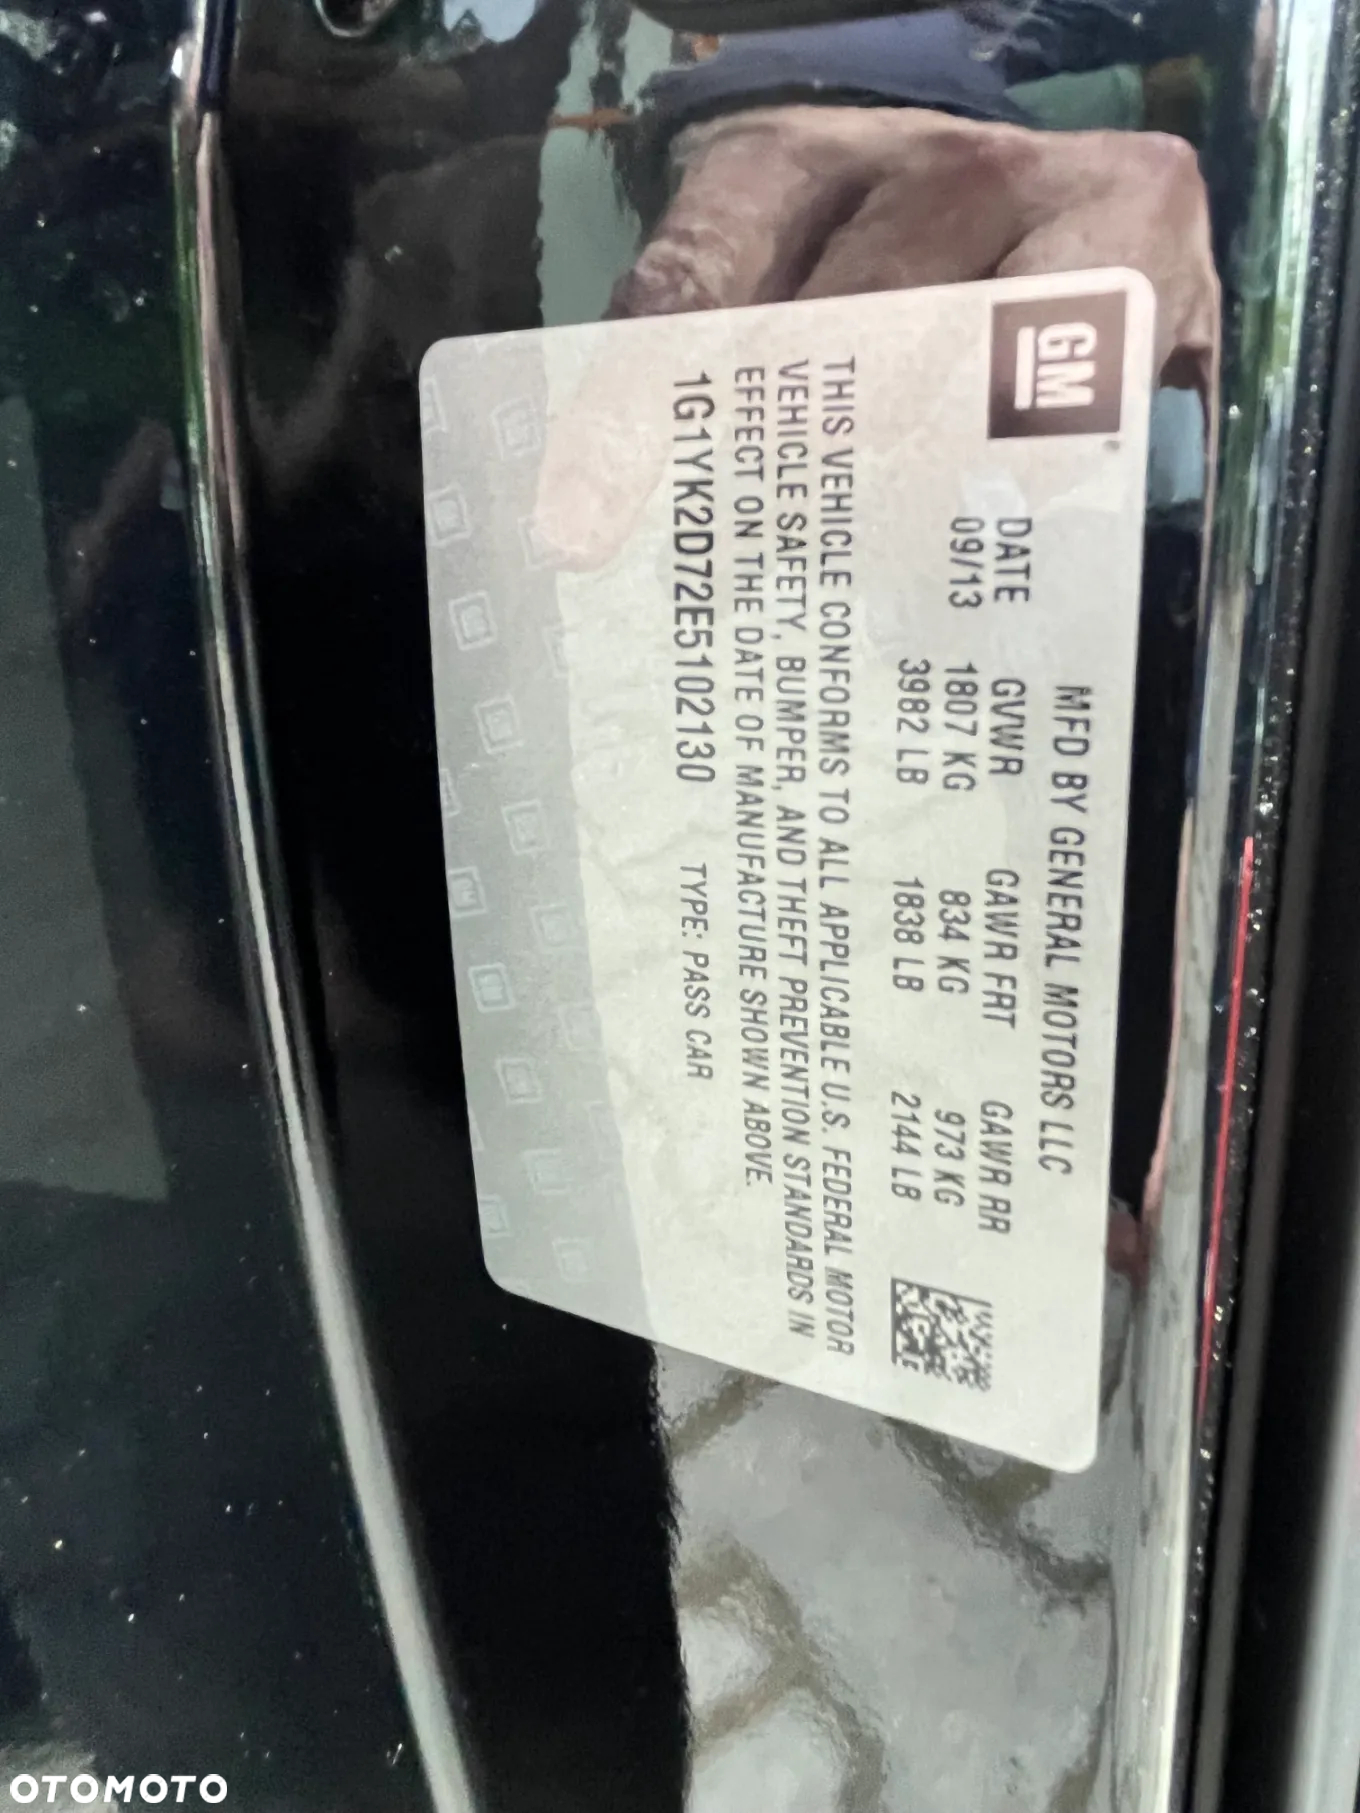 GM
MFD BY GENERAL MOTORS LLC
DATE GVWR GAWR FRT GAWR RR
09/13 1807 KG 834 KG 973 KG
3982 LB 1838 LB 2144 LB
THIS VEHICLE CONFORMS TO ALL APPLICABLE U.S. FEDERAL MOTOR
VEHICLE SAFETY, BUMPER, AND THEFT PREVENTION STANDARDS IN
EFFECT ON THE DATE OF MANUFACTURE SHOWN ABOVE.
1G1YK2D72E5102130 TYPE: PASS CAR
OTOMOTO